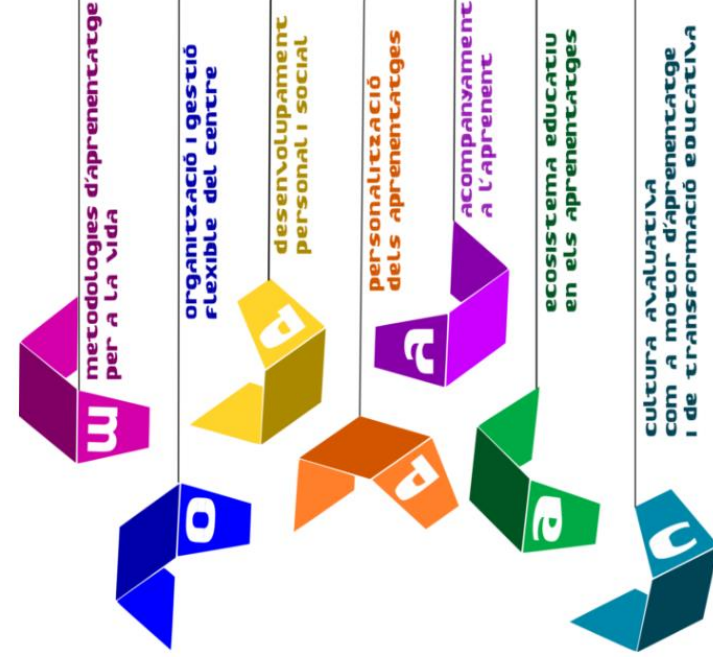 metodologies d'aprenentatge
per a la vida
m
organització i gestió
flexible del centre
o
desenvolupament
personal i social
d
personalització
dels aprenentatges
p
acompanyament
a l'aprenent
a
ecosistema educatiu
en els aprenentatges
e
cultura avaluativa
com a motor d'aprenentatge
i de transformació educativa
c